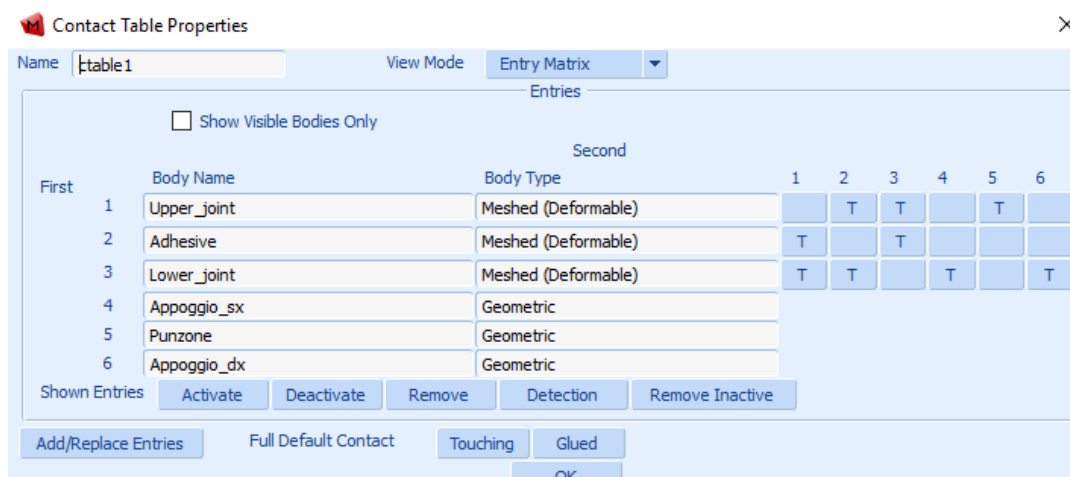 Contact Table Properties
Name ctable1 View Mode Entry Matrix
Entries
Show Visible Bodies Only
Second
First Body Name Body Type 1 2 3 4 5 6
1 Upper_joint Meshed (Deformable) T T T
2 Adhesive Meshed (Deformable) T T
3 Lower_joint Meshed (Deformable) T T T T
4 Appoggio_sx Geometric
5 Punzone Geometric
6 Appoggio_dx Geometric
Shown Entries Activate Deactivate Remove Detection Remove Inactive
Add/Replace Entries Full Default Contact Touching Glued
OK